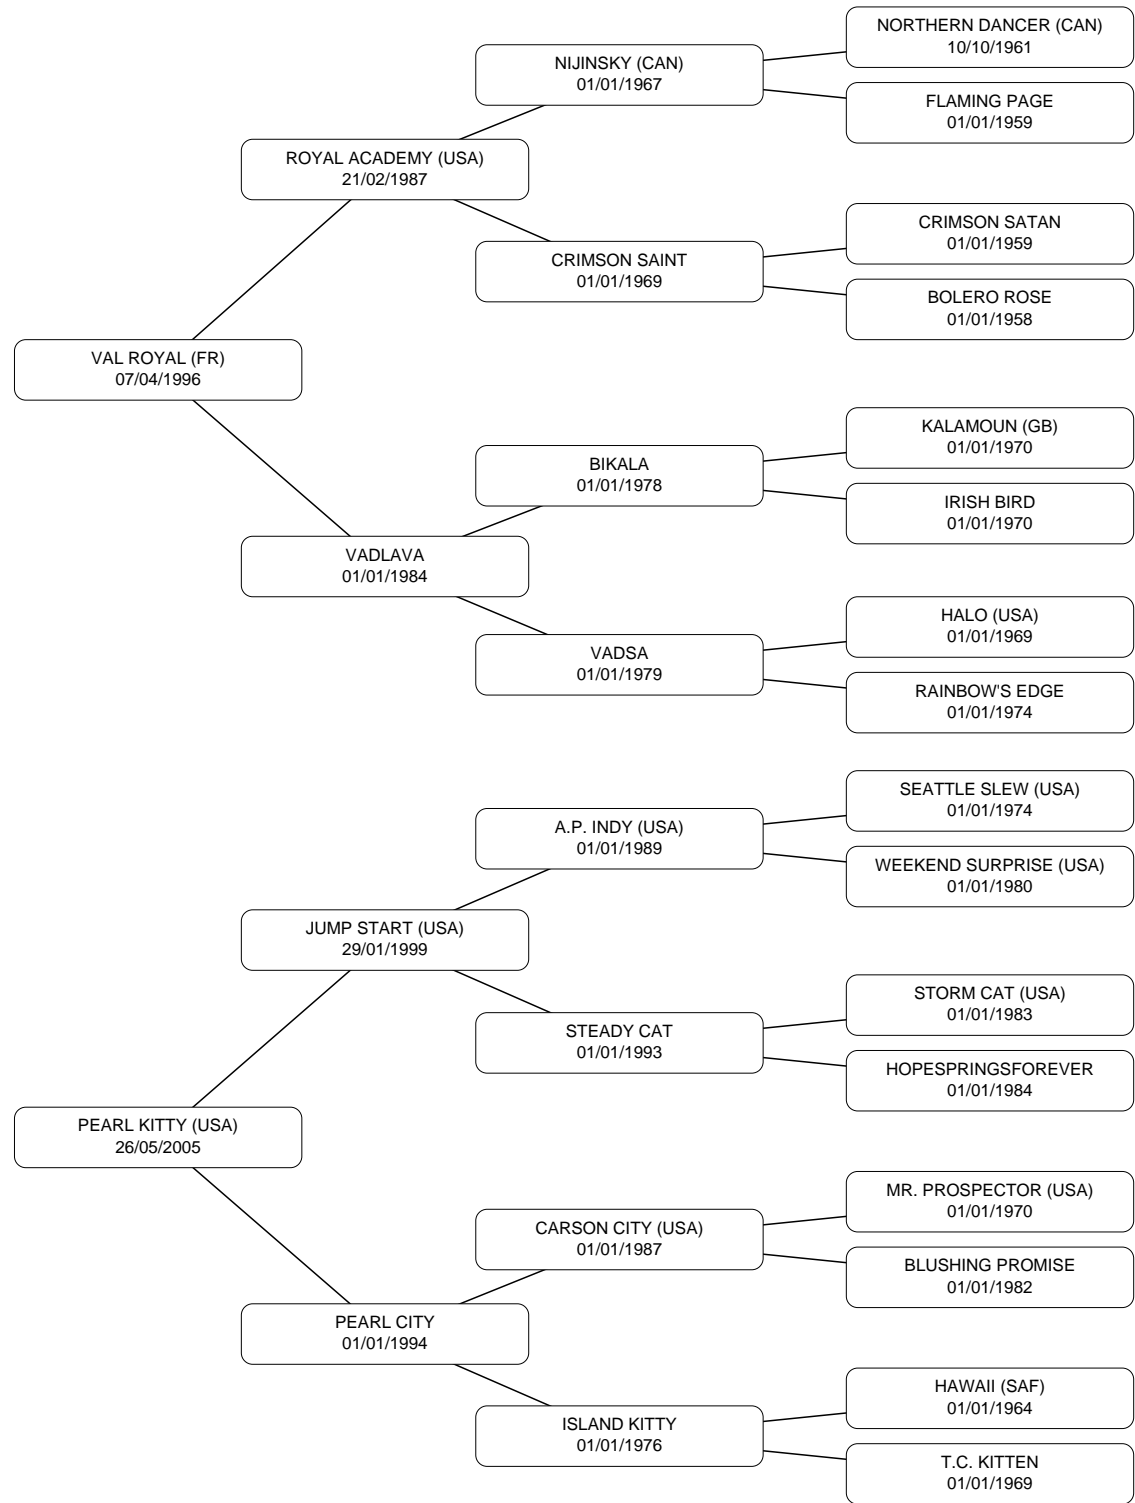 NORTHERN DANCER (CAN)
10/10/1961
NIJINSKY (CAN)
01/01/1967
FLAMING PAGE
01/01/1959
ROYAL ACADEMY (USA)
21/02/1987
CRIMSON SATAN
01/01/1959
CRIMSON SAINT
01/01/1969
BOLERO ROSE
01/01/1958
VAL ROYAL (FR)
07/04/1996
KALAMOUN (GB)
01/01/1970
BIKALA
01/01/1978
IRISH BIRD
01/01/1970
VADLAVA
01/01/1984
HALO (USA)
01/01/1969
VADSA
01/01/1979
RAINBOW'S EDGE
01/01/1974
SEATTLE SLEW (USA)
01/01/1974
A.P. INDY (USA)
01/01/1989
WEEKEND SURPRISE (USA)
01/01/1980
JUMP START (USA)
29/01/1999
STORM CAT (USA)
01/01/1983
STEADY CAT
01/01/1993
HOPESPRINGSFOREVER
01/01/1984
PEARL KITTY (USA)
26/05/2005
MR. PROSPECTOR (USA)
01/01/1970
CARSON CITY (USA)
01/01/1987
BLUSHING PROMISE
01/01/1982
PEARL CITY
01/01/1994
HAWAII (SAF)
01/01/1964
ISLAND KITTY
01/01/1976
T.C. KITTEN
01/01/1969